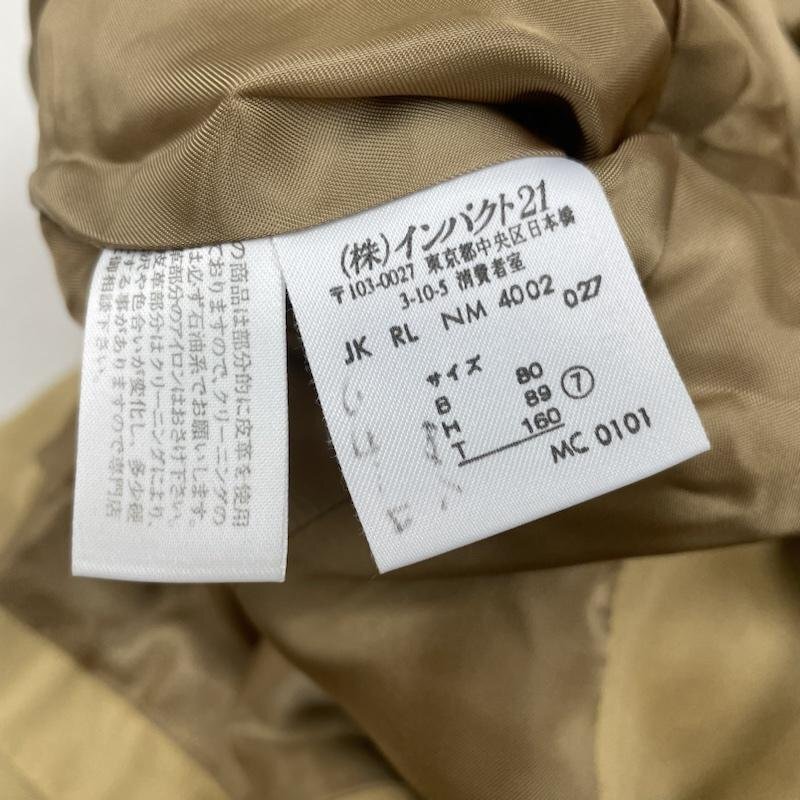 (株)インパクト21
〒103-0027 東京都中央区日本橋
3-10-5 消費者室
JK RL NM 4002 027
サイズ
B 80
H 89 ⑦
T 160
MC 0101
の商品は部分的に皮革を使用
ておりますので、クリーニングの
は必ず石油系でお願いします。
革部分のアイロンはおさけ下さい。
皮革部分はクリーニングにより、
沢や色合いが変化し、多少硬
する事がありますので専門店
御相談下さい。